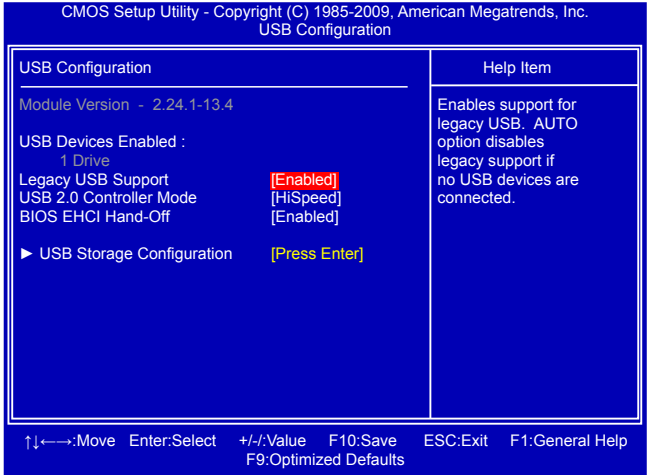 CMOS Setup Utility - Copyright (C) 1985-2009, American Megatrends, Inc.
USB Configuration
USB Configuration
Module Version - 2.24.1-13.4
USB Devices Enabled :
1 Drive
Legacy USB Support [Enabled]
USB 2.0 Controller Mode [HiSpeed]
BIOS EHCI Hand-Off [Enabled]
► USB Storage Configuration [Press Enter]
Help Item
Enables support for
legacy USB. AUTO
option disables
legacy support if
no USB devices are
connected.
↑↓←→:Move Enter:Select +/-/:Value F10:Save ESC:Exit F1:General Help
F9:Optimized Defaults